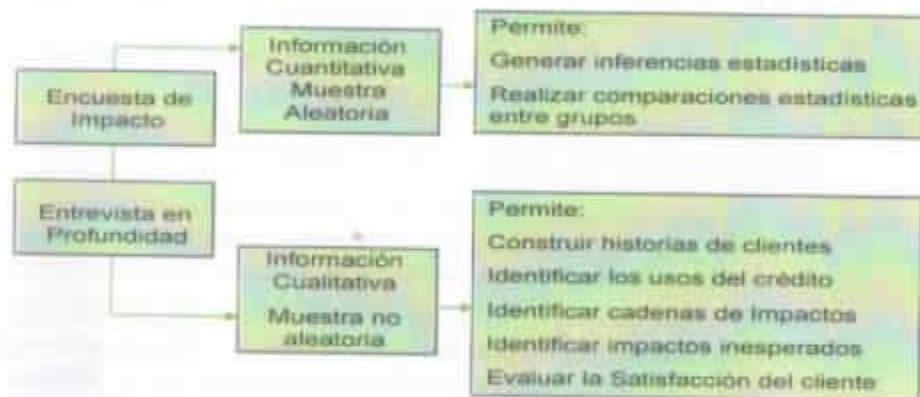 Encuesta de
Impacto
Información
Cuantitativa
Muestra
Aleatoria
Permite:
Generar inferencias estadísticas
Realizar comparaciones estadísticas
entre grupos
Entrevista en
Profundidad
Información
Cualitativa
Muestra no
aleatoria
Permite:
Construir historias de clientes
Identificar los usos del crédito
Identificar cadenas de Impactos
Identificar impactos inesperados
Evaluar la Satisfacción del cliente